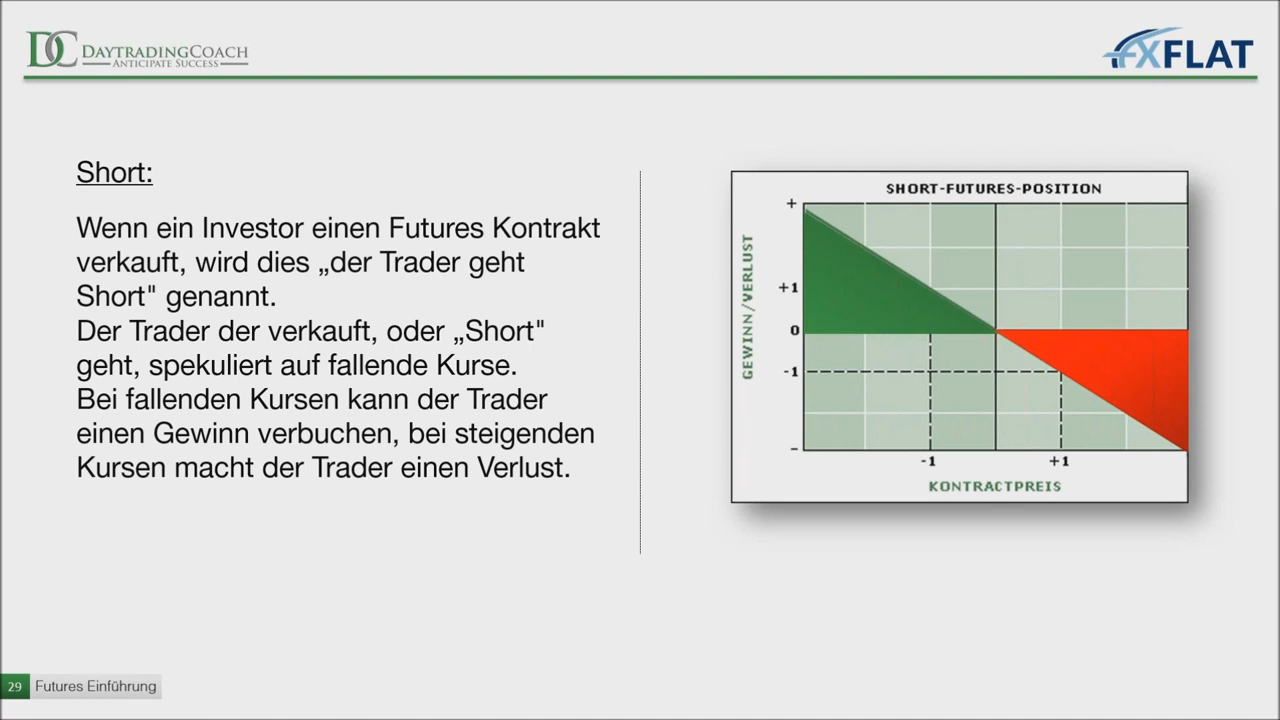 DC DAYTRADINGCOACH
ANTICIPATE SUCCESS
FXFLAT
Short:
Wenn ein Investor einen Futures Kontrakt
verkauft, wird dies „der Trader geht
Short" genannt.
Der Trader der verkauft, oder „Short"
geht, spekuliert auf fallende Kurse.
Bei fallenden Kursen kann der Trader
einen Gewinn verbuchen, bei steigenden
Kursen macht der Trader einen Verlust.
SHORT-FUTURES-POSITION
GEWINN/VERLUST
+
+1
0
-1
-
-1 +1
KONTRACTPREIS
29 Futures Einführung